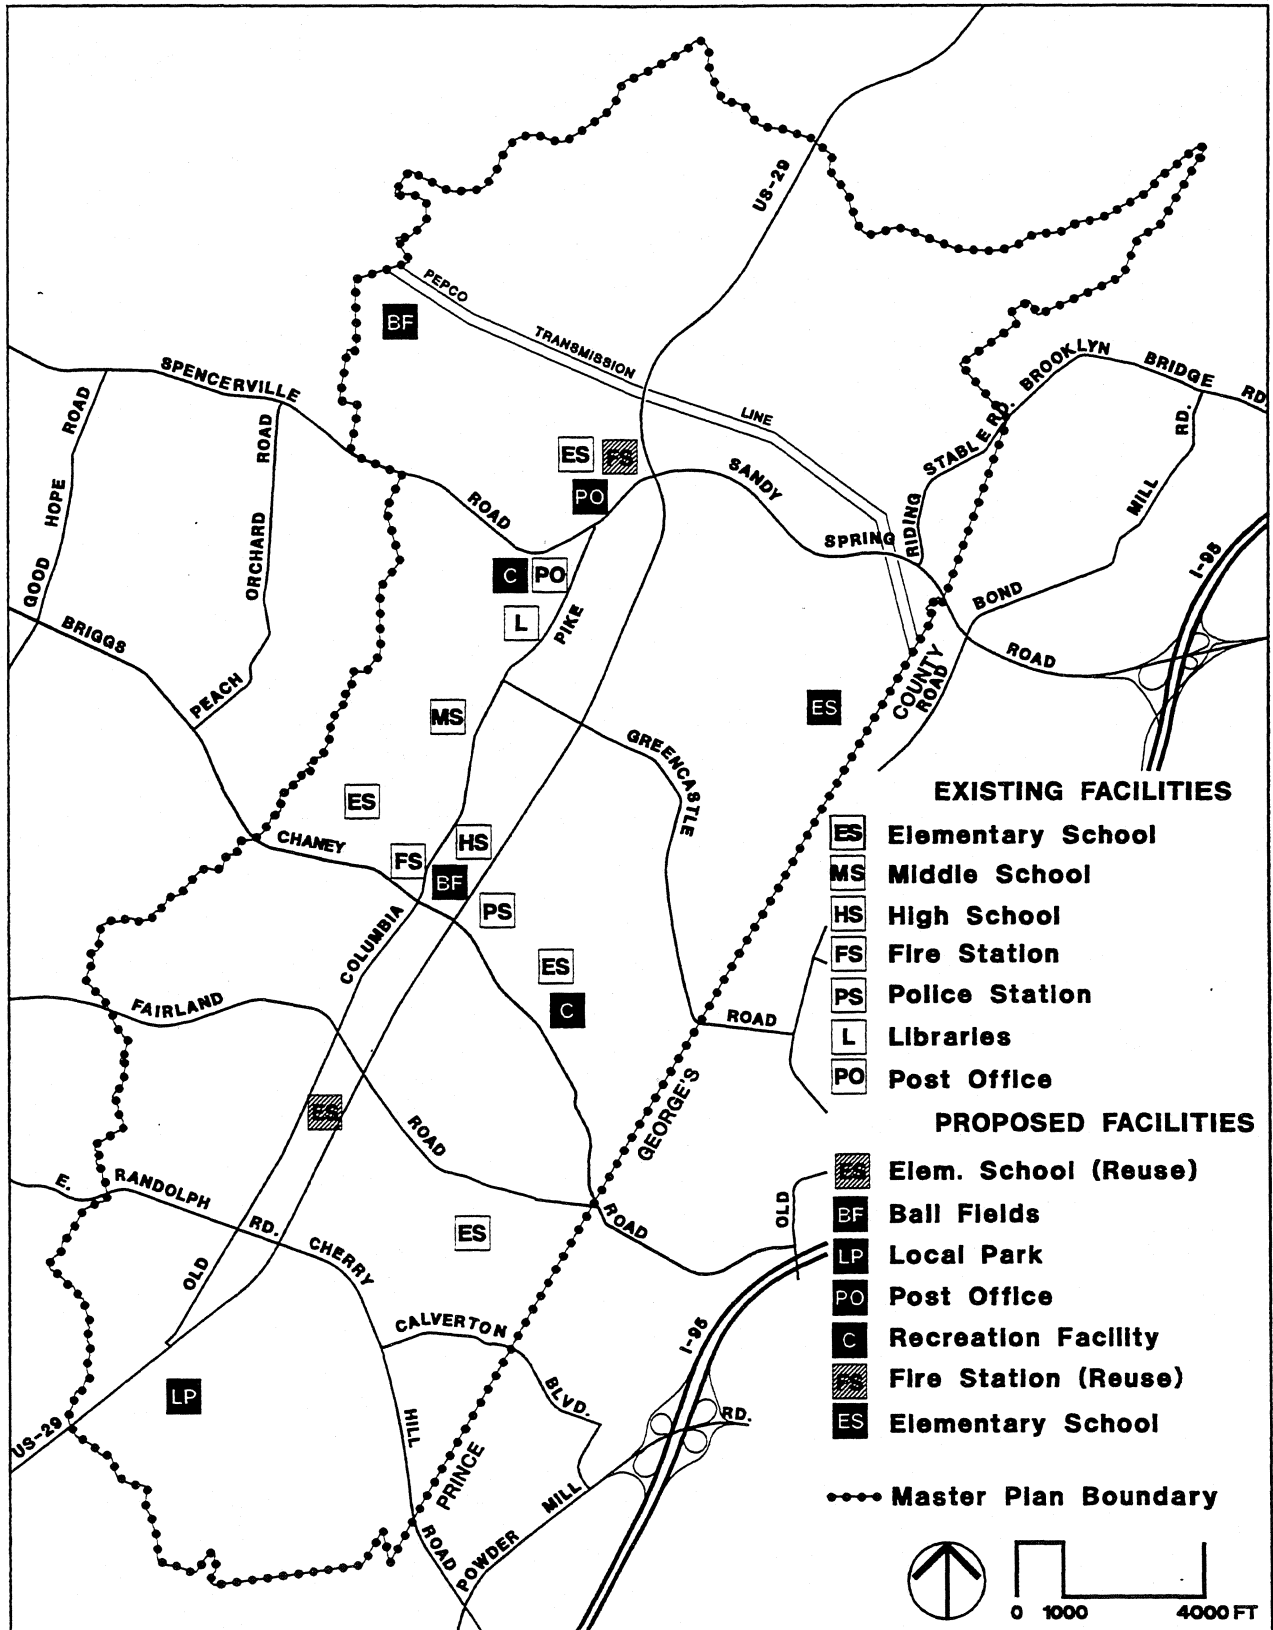 US-29
PEPCO
TRANSMISSION
LINE
BF
SPENCERVILLE
ROAD
BROOKLYN
BRIDGE
RD.
STABLE RD.
RIDING
RD.
MILL
GOOD
HOPE
ROAD
ORCHARD
ROAD
PEACH
BRIGGS
ES
FS
PO
SANDY
SPRING
ROAD
BOND
I-95
C
PO
L
PIKE
COUNTY
ROAD
MS
ES
GREENCASTLE
ES
CHANEY
FS
HS
BF
PS
COLUMBIA
ES
C
FAIRLAND
ROAD
ROAD
ES
GEORGE'S
E.
RANDOLPH
RD.
CHERRY
ES
ROAD
OLD
OLD
CALVERTON
BLVD.
I-95
LP
US-29
HILL
PRINCE
RD.
MILL
POWDER
ROAD
EXISTING FACILITIES
ES Elementary School
MS Middle School
HS High School
FS Fire Station
PS Police Station
L Libraries
PO Post Office
PROPOSED FACILITIES
ES Elem. School (Reuse)
BF Ball Fields
LP Local Park
PO Post Office
C Recreation Facility
FS Fire Station (Reuse)
ES Elementary School
Master Plan Boundary
0 1000 4000 FT